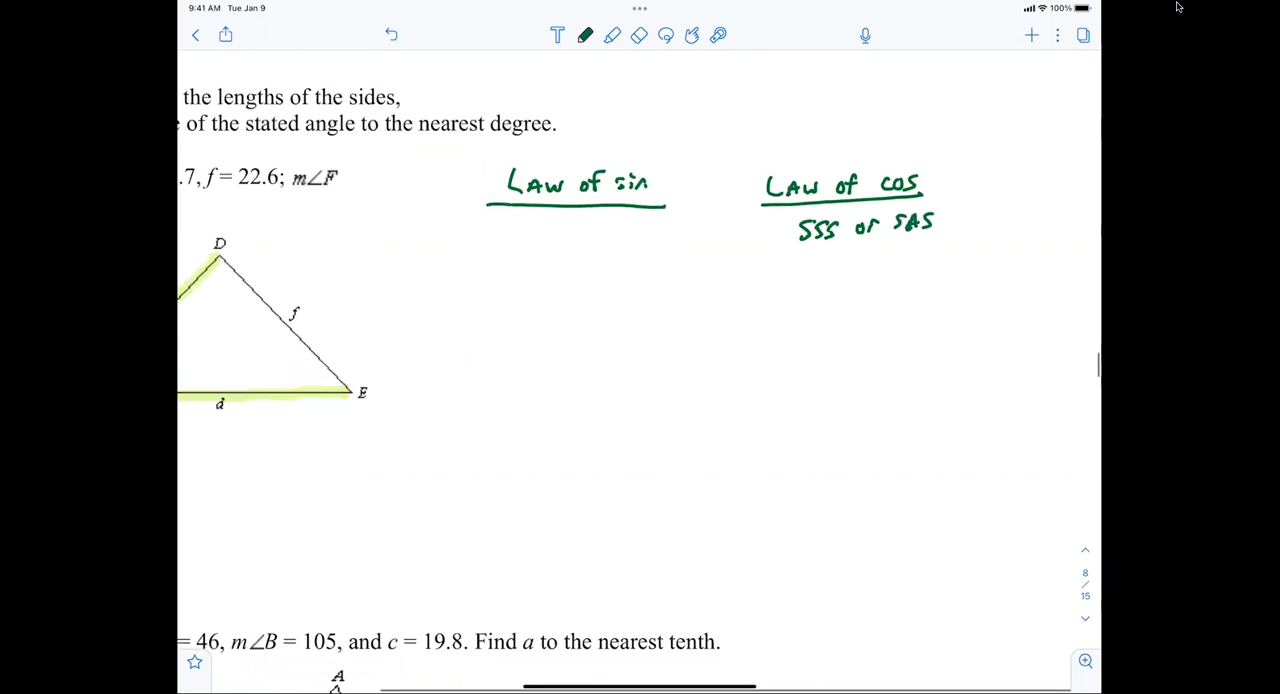 9:41 AM Tue Jan 9
100%
the lengths of the sides,
of the stated angle to the nearest degree.
.7, f = 22.6; m∠F
LAW of sin
LAW of cos
SSS or SAS
D
f
E
d
8
/
15
= 46, m∠B = 105, and c = 19.8. Find a to the nearest tenth.
A